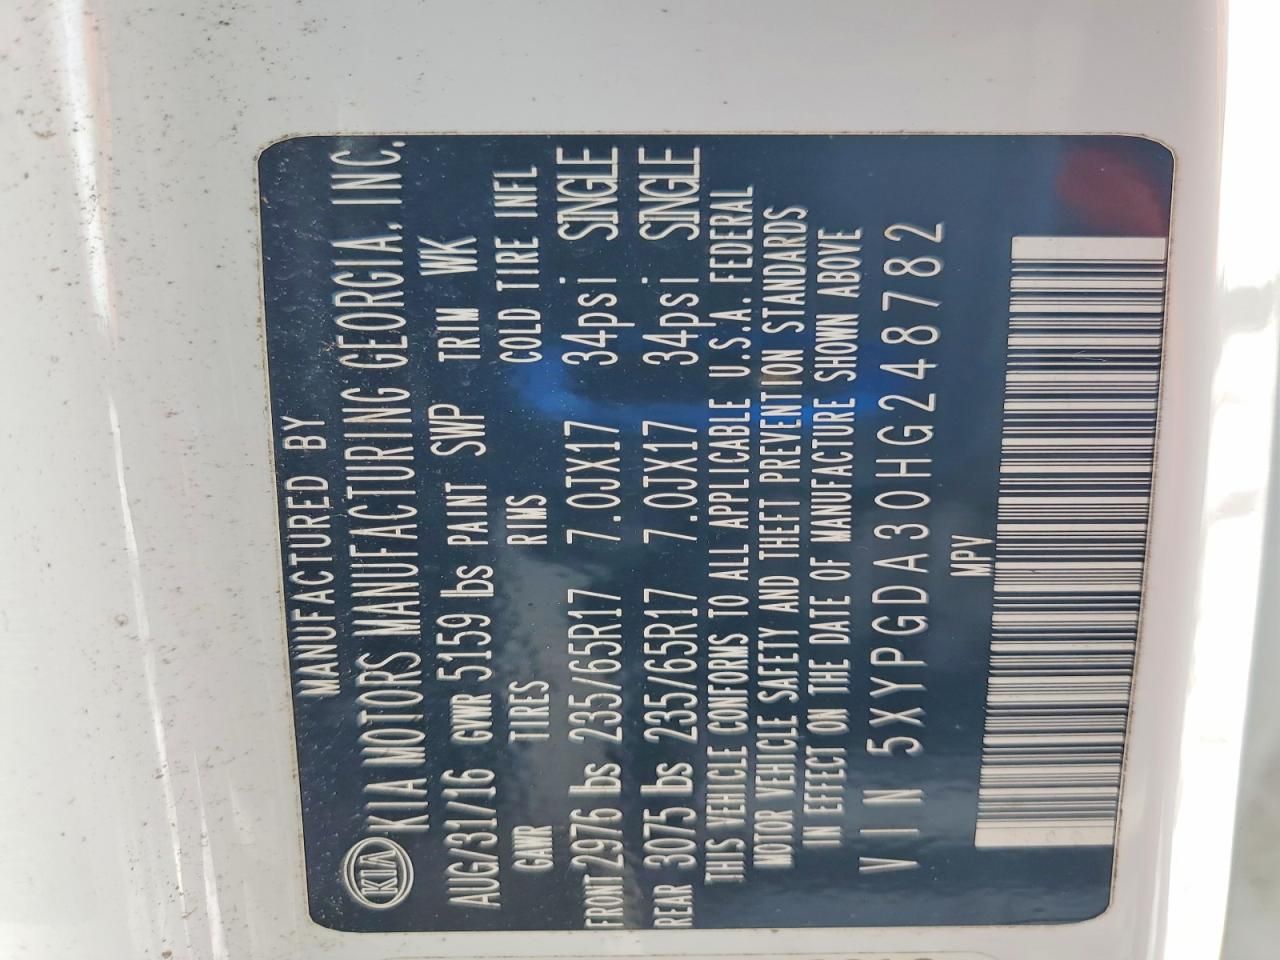 MANUFACTURED BY
KIA KIA MOTORS MANUFACTURING GEORGIA, INC.
AUG/31/16 GVWR 5159 lbs PAINT SWP TRIM WK
GAWR TIRES RIMS COLD TIRE INFL
FRONT 2976 lbs 235/65R17 7.0JX17 34psi SINGLE
REAR 3075 lbs 235/65R17 7.0JX17 34psi SINGLE
THIS VEHICLE CONFORMS TO ALL APPLICABLE U.S.A. FEDERAL
MOTOR VEHICLE SAFETY AND THEFT PREVENTION STANDARDS
IN EFFECT ON THE DATE OF MANUFACTURE SHOWN ABOVE
VIN 5XYPGDA30HG248782
MPV